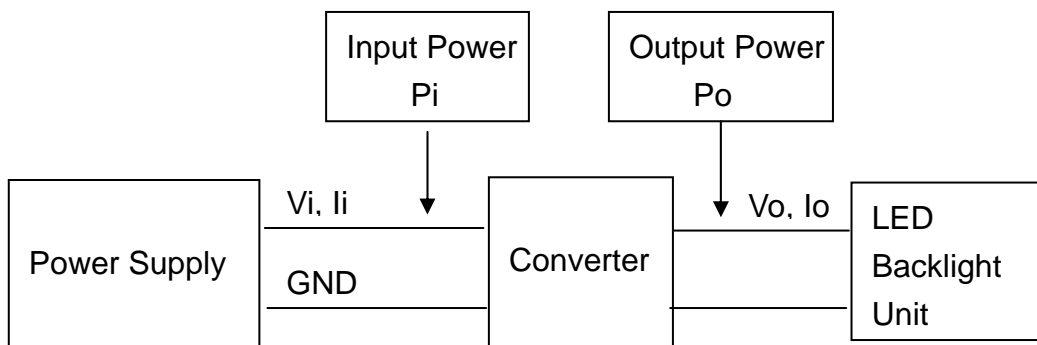 Input Power
Pi
Output Power
Po
Power Supply
Vi, Ii
GND
Converter
Vo, Io
LED
Backlight
Unit